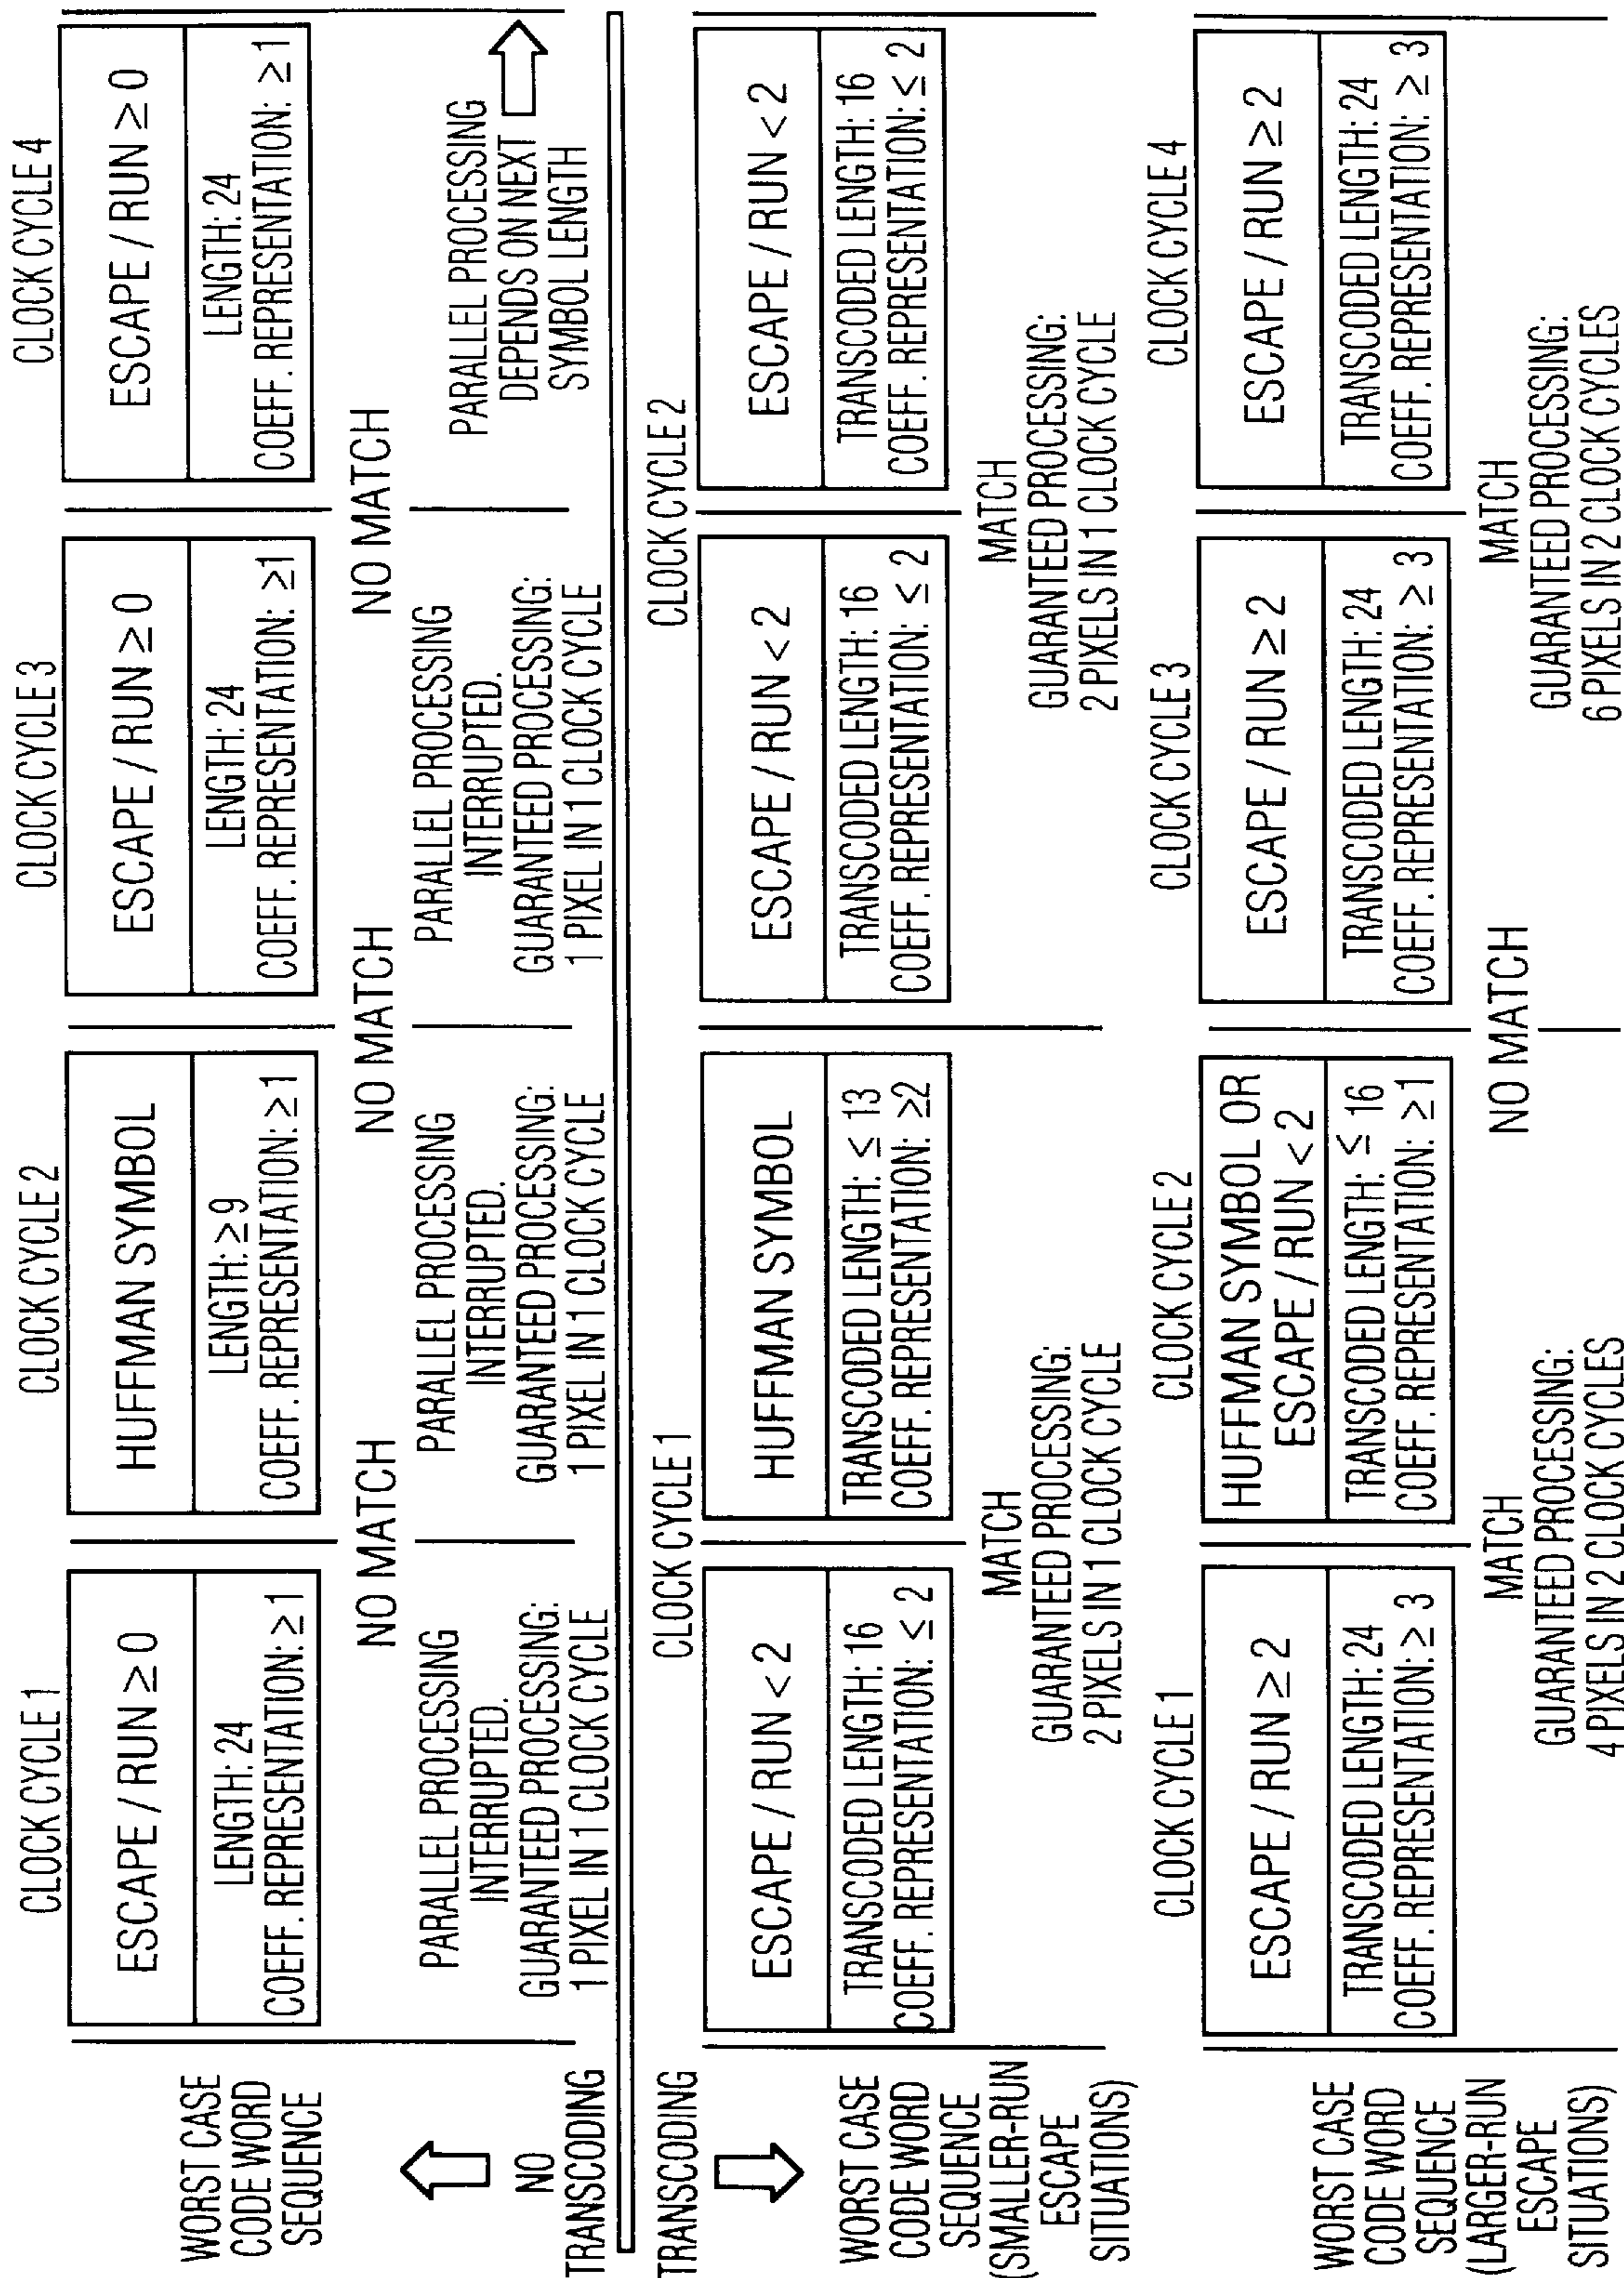 WORST CASE
CODE WORD
SEQUENCE
CLOCK CYCLE 1
ESCAPE / RUN ≥ 0
LENGTH: 24
COEFF. REPRESENTATION: ≥ 1
NO MATCH
PARALLEL PROCESSING
INTERRUPTED.
GUARANTEED PROCESSING:
1 PIXEL IN 1 CLOCK CYCLE
CLOCK CYCLE 2
HUFFMAN SYMBOL
LENGTH: ≥ 9
COEFF. REPRESENTATION: ≥ 1
NO MATCH
PARALLEL PROCESSING
INTERRUPTED.
GUARANTEED PROCESSING:
1 PIXEL IN 1 CLOCK CYCLE
CLOCK CYCLE 3
ESCAPE / RUN ≥ 0
LENGTH: 24
COEFF. REPRESENTATION: ≥1
NO MATCH
PARALLEL PROCESSING
INTERRUPTED.
GUARANTEED PROCESSING:
1 PIXEL IN 1 CLOCK CYCLE
CLOCK CYCLE 4
ESCAPE / RUN ≥ 0
LENGTH: 24
COEFF. REPRESENTATION: ≥ 1
PARALLEL PROCESSING
DEPENDS ON NEXT
SYMBOL LENGTH
NO
TRANSCODING
TRANSCODING
WORST CASE
CODE WORD
SEQUENCE
(SMALLER-RUN
ESCAPE
SITUATIONS)
CLOCK CYCLE 1
ESCAPE / RUN < 2
TRANSCODED LENGTH: 16
COEFF. REPRESENTATION: ≤ 2
HUFFMAN SYMBOL
TRANSCODED LENGTH: ≤ 13
COEFF. REPRESENTATION: ≥2
MATCH
GUARANTEED PROCESSING:
2 PIXELS IN 1 CLOCK CYCLE
CLOCK CYCLE 2
ESCAPE / RUN < 2
TRANSCODED LENGTH: 16
COEFF. REPRESENTATION: ≤ 2
ESCAPE / RUN < 2
TRANSCODED LENGTH: 16
COEFF. REPRESENTATION: ≤ 2
MATCH
GUARANTEED PROCESSING:
2 PIXELS IN 1 CLOCK CYCLE
WORST CASE
CODE WORD
SEQUENCE
(LARGER-RUN
ESCAPE
SITUATIONS)
CLOCK CYCLE 1
ESCAPE / RUN ≥ 2
TRANSCODED LENGTH: 24
COEFF. REPRESENTATION: ≥ 3
CLOCK CYCLE 2
HUFFMAN SYMBOL OR
ESCAPE / RUN < 2
TRANSCODED LENGTH: ≤ 16
COEFF. REPRESENTATION: ≥1
MATCH
GUARANTEED PROCESSING:
4 PIXELS IN 2 CLOCK CYCLES
NO MATCH
CLOCK CYCLE 3
ESCAPE / RUN ≥ 2
TRANSCODED LENGTH: 24
COEFF. REPRESENTATION: ≥ 3
CLOCK CYCLE 4
ESCAPE / RUN ≥ 2
TRANSCODED LENGTH: 24
COEFF. REPRESENTATION: ≥ 3
MATCH
GUARANTEED PROCESSING:
6 PIXELS IN 2 CLOCK CYCLES